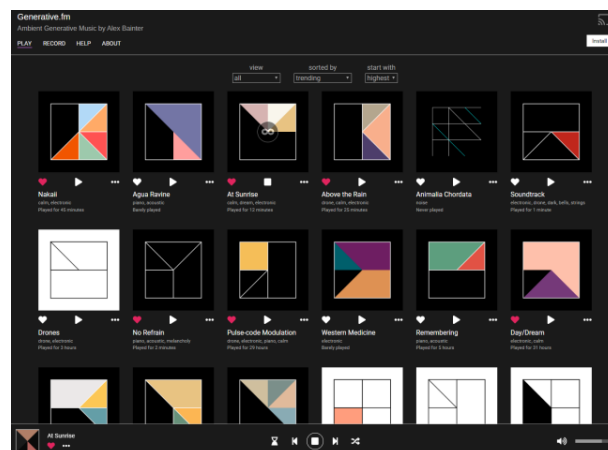 Generative.fm
Ambient Generative Music by Alex Bainter
PLAY RECORD HELP ABOUT
Install
view sorted by start with
all trending highest
Nakaii
calm, electronic
Played for 45 minutes
Agua Ravine
piano, acoustic
Barely played
At Sunrise
calm, dream, electronic
Played for 12 minutes
Above the Rain
drone, calm, electronic
Played for 25 minutes
Animalia Chordata
noise
Never played
Soundtrack
electronic, drone, dark, bells, strings
Played for 1 minute
Drones
drone, electronic
Played for 3 hours
No Refrain
piano, acoustic, melancholy
Played for 3 minutes
Pulse-code Modulation
drone, electronic, piano, calm
Played for 39 hours
Western Medicine
electronic
Barely played
Remembering
piano, acoustic
Played for 5 hours
Day/Dream
electronic, calm
Played for 31 hours
At Sunrise